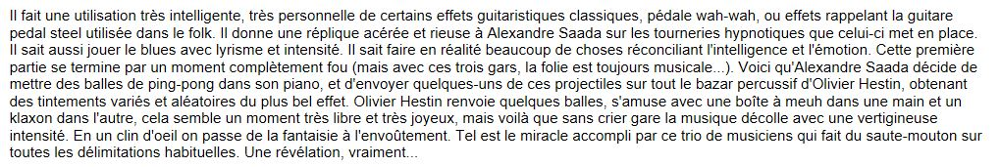 Il fait une utilisation très intelligente, très personnelle de certains effets guitaristiques classiques, pédale wah-wah, ou effets rappelant la guitare
pedal steel utilisée dans le folk. Il donne une réplique acérée et rieuse à Alexandre Saada sur les tourneries hypnotiques que celui-ci met en place.
Il sait aussi jouer le blues avec lyrisme et intensité. Il sait faire en réalité beaucoup de choses réconciliant l'intelligence et l'émotion. Cette première
partie se termine par un moment complètement fou (mais avec ces trois gars, la folie est toujours musicale...). Voici qu'Alexandre Saada décide de
mettre des balles de ping-pong dans son piano, et d'envoyer quelques-uns de ces projectiles sur tout le bazar percussif d'Olivier Hestin, obtenant
des tintements variés et aléatoires du plus bel effet. Olivier Hestin renvoie quelques balles, s'amuse avec une boîte à meuh dans une main et un
klaxon dans l'autre, cela semble un moment très libre et très joyeux, mais voilà que sans crier gare la musique décolle avec une vertigineuse
intensité. En un clin d'oeil on passe de la fantaisie à l'envoûtement. Tel est le miracle accompli par ce trio de musiciens qui fait du saute-mouton sur
toutes les délimitations habituelles. Une révélation, vraiment...